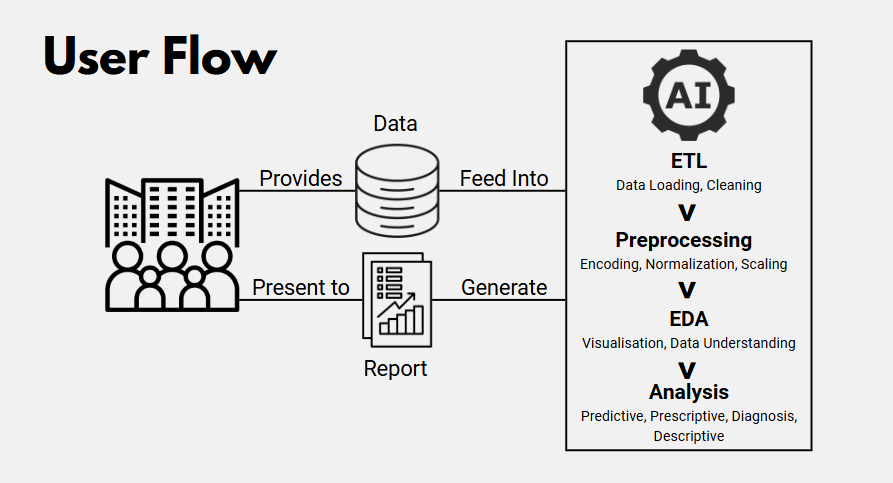 User Flow
Data
Provides
Feed Into
Present to
Generate
Report
AI
ETL
Data Loading, Cleaning
V
Preprocessing
Encoding, Normalization, Scaling
V
EDA
Visualisation, Data Understanding
V
Analysis
Predictive, Prescriptive, Diagnosis,
Descriptive